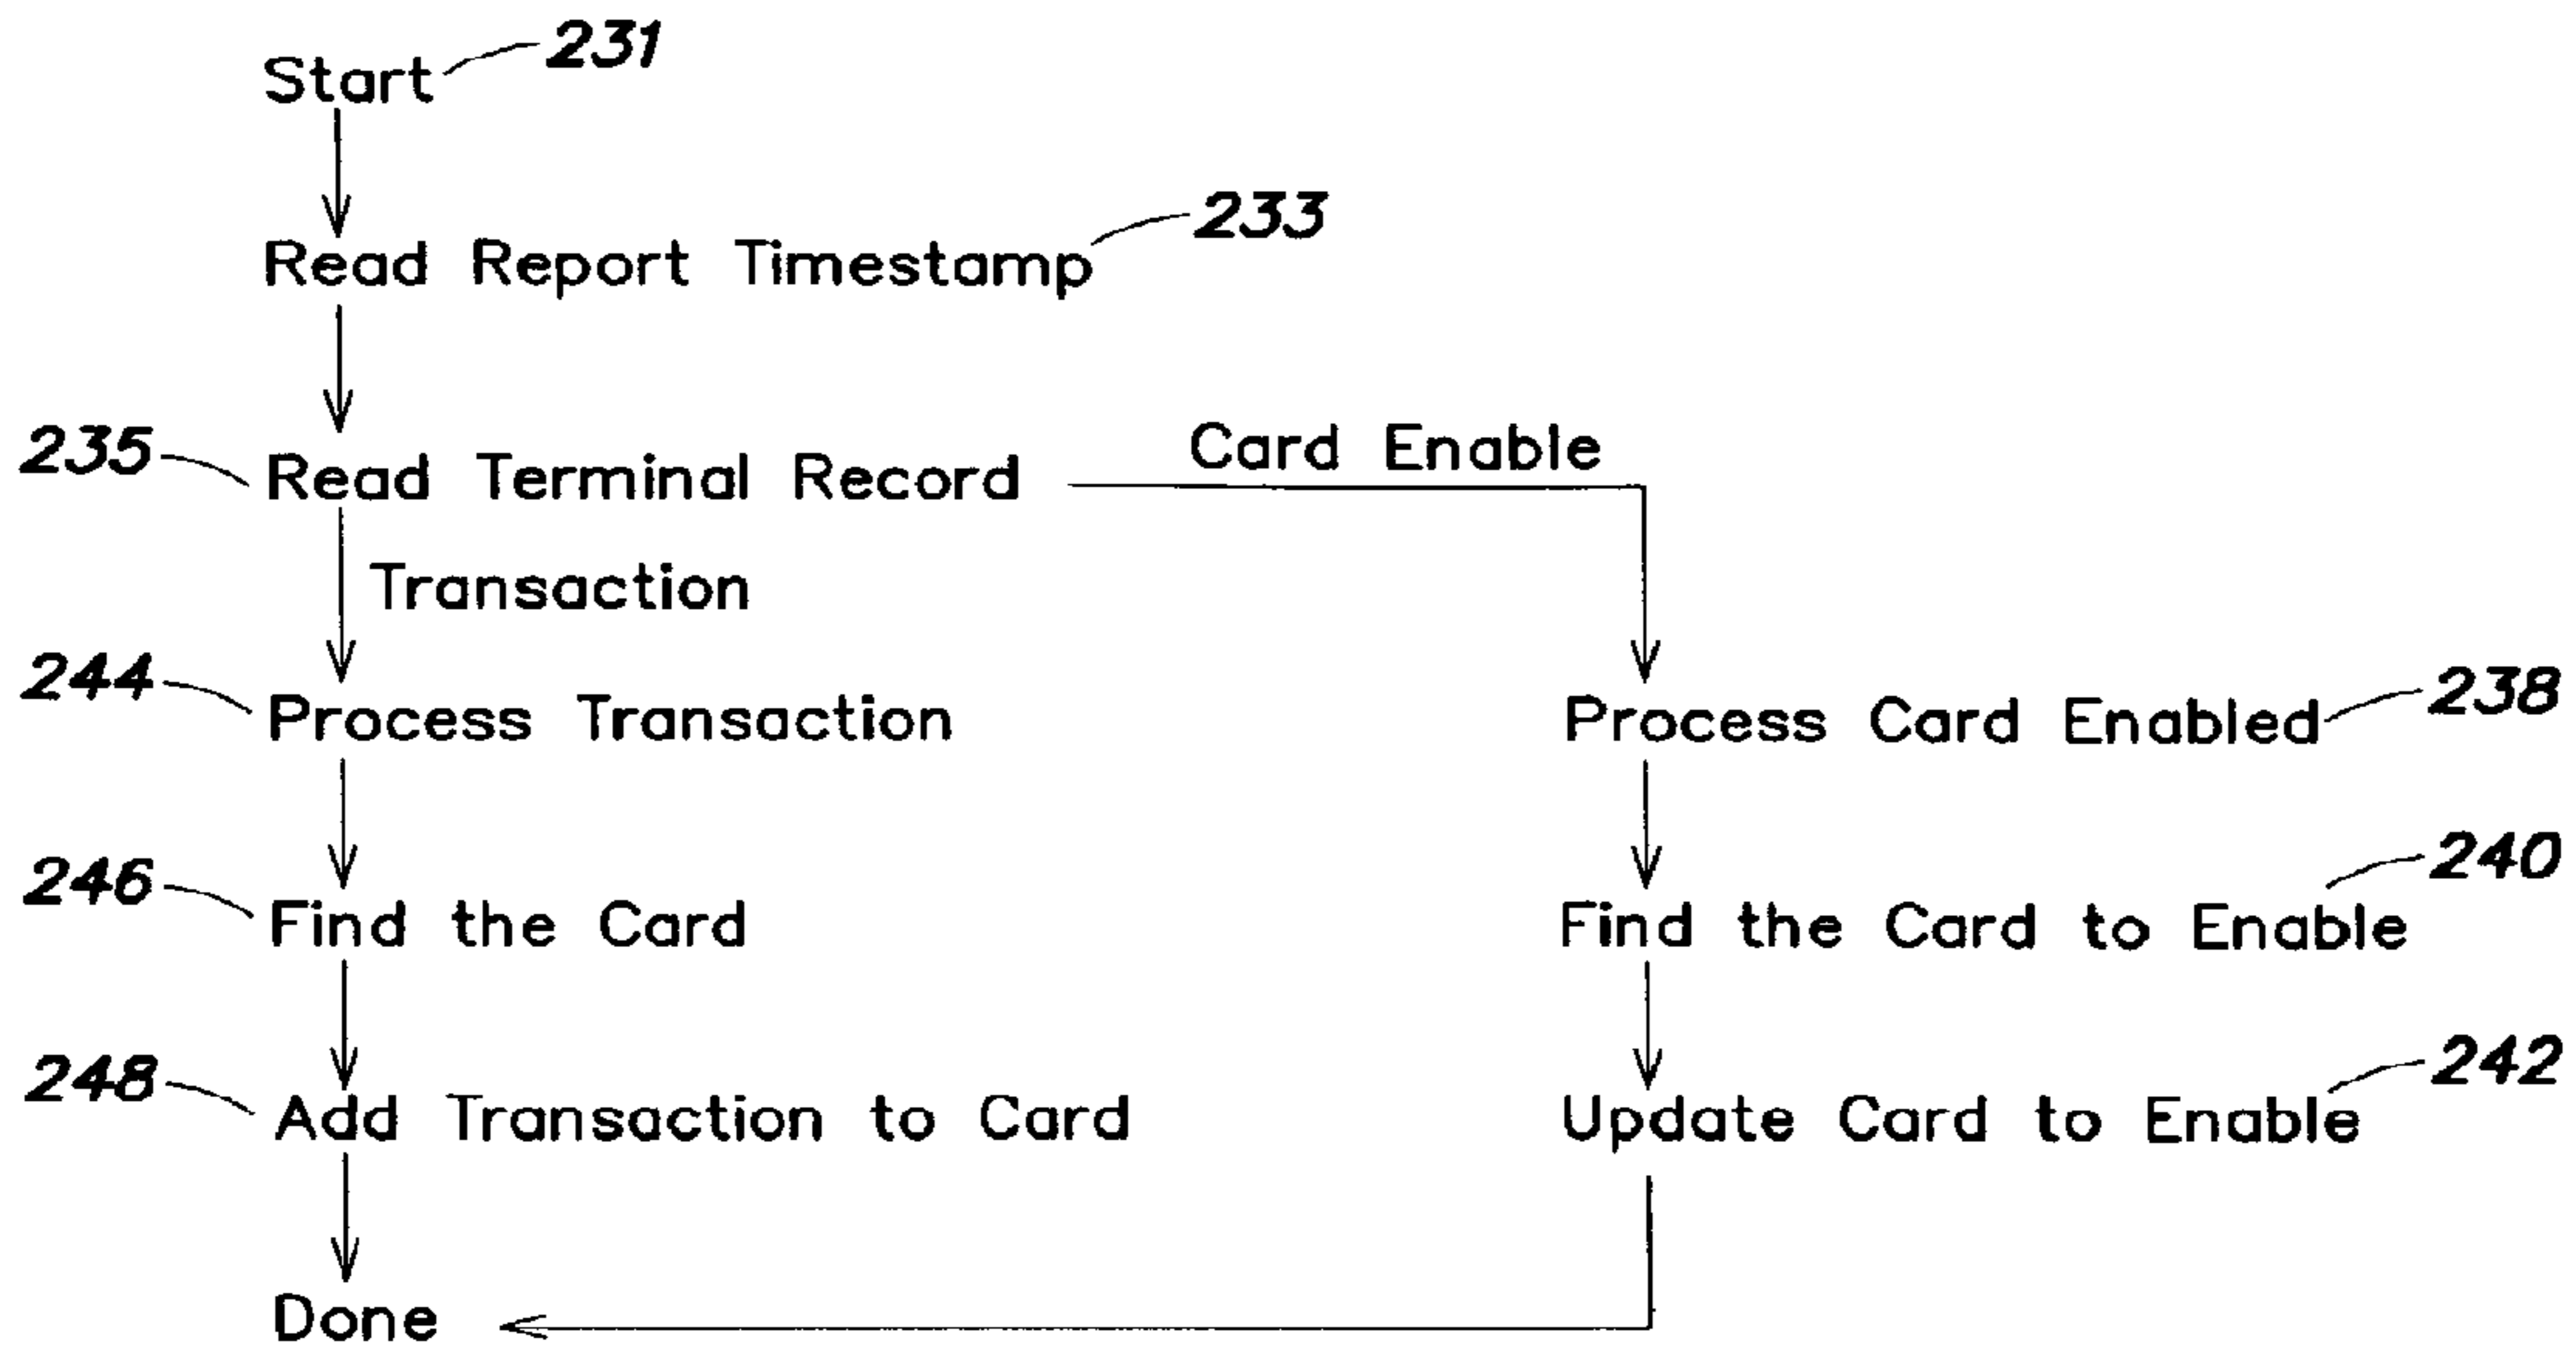 Start 231
Read Report Timestamp 233
235 Read Terminal Record
Card Enable
Transaction
244 Process Transaction
Process Card Enabled 238
246 Find the Card
Find the Card to Enable 240
248 Add Transaction to Card
Update Card to Enable 242
Done